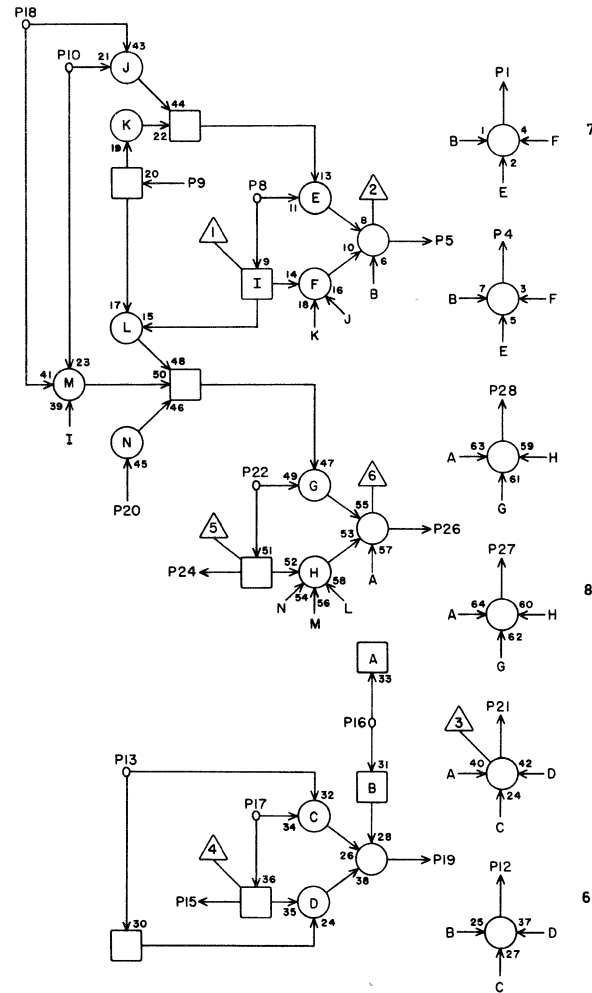 P18
43
P10 21 J
44
K 22
19
20
P9
P1
1 4
B F
2
E
7
P8 13
11 E 2
8
1
9 10
P5
I 14 F 16 6
18 B
J
K
P4
7 3
B F
5
E
17 15
L
48
41 23 50
M
39 46
I
N
45
P20
P28
63 59
A H
61
G
P22 47
49 G 6
55
5
51 53
P26
P24 52 H 57
54 58 A
N 56 L
M
P27
64 60
A H
62
G
8
A
33
P16
3
P21
40 42
A D
24
C
P13
31
B
32
P17 C
34 28
4
26
P19
36 38
P15 35 D
24
30
P12
25 37
B D
27
C
6